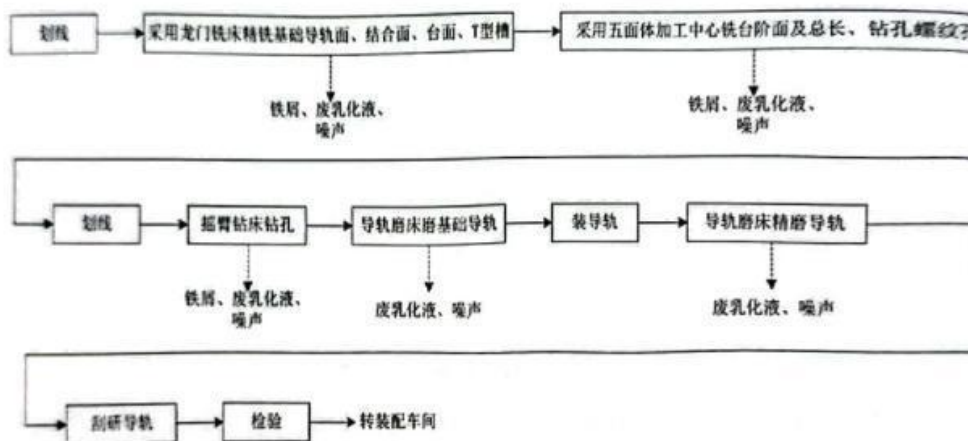 划线
采用龙门铣床精铣基础导轨面、结合面、台面、T型槽
采用五面体加工中心铣台阶面及总长、钻孔螺纹孔
铁屑、废乳化液、
噪声
铁屑、废乳化液、
噪声
划线
摇臂钻床钻孔
导轨磨床磨基础导轨
装导轨
导轨磨床精磨导轨
铁屑、废乳化液、
噪声
废乳化液、噪声
废乳化液、噪声
刮研导轨
检验
转装配车间